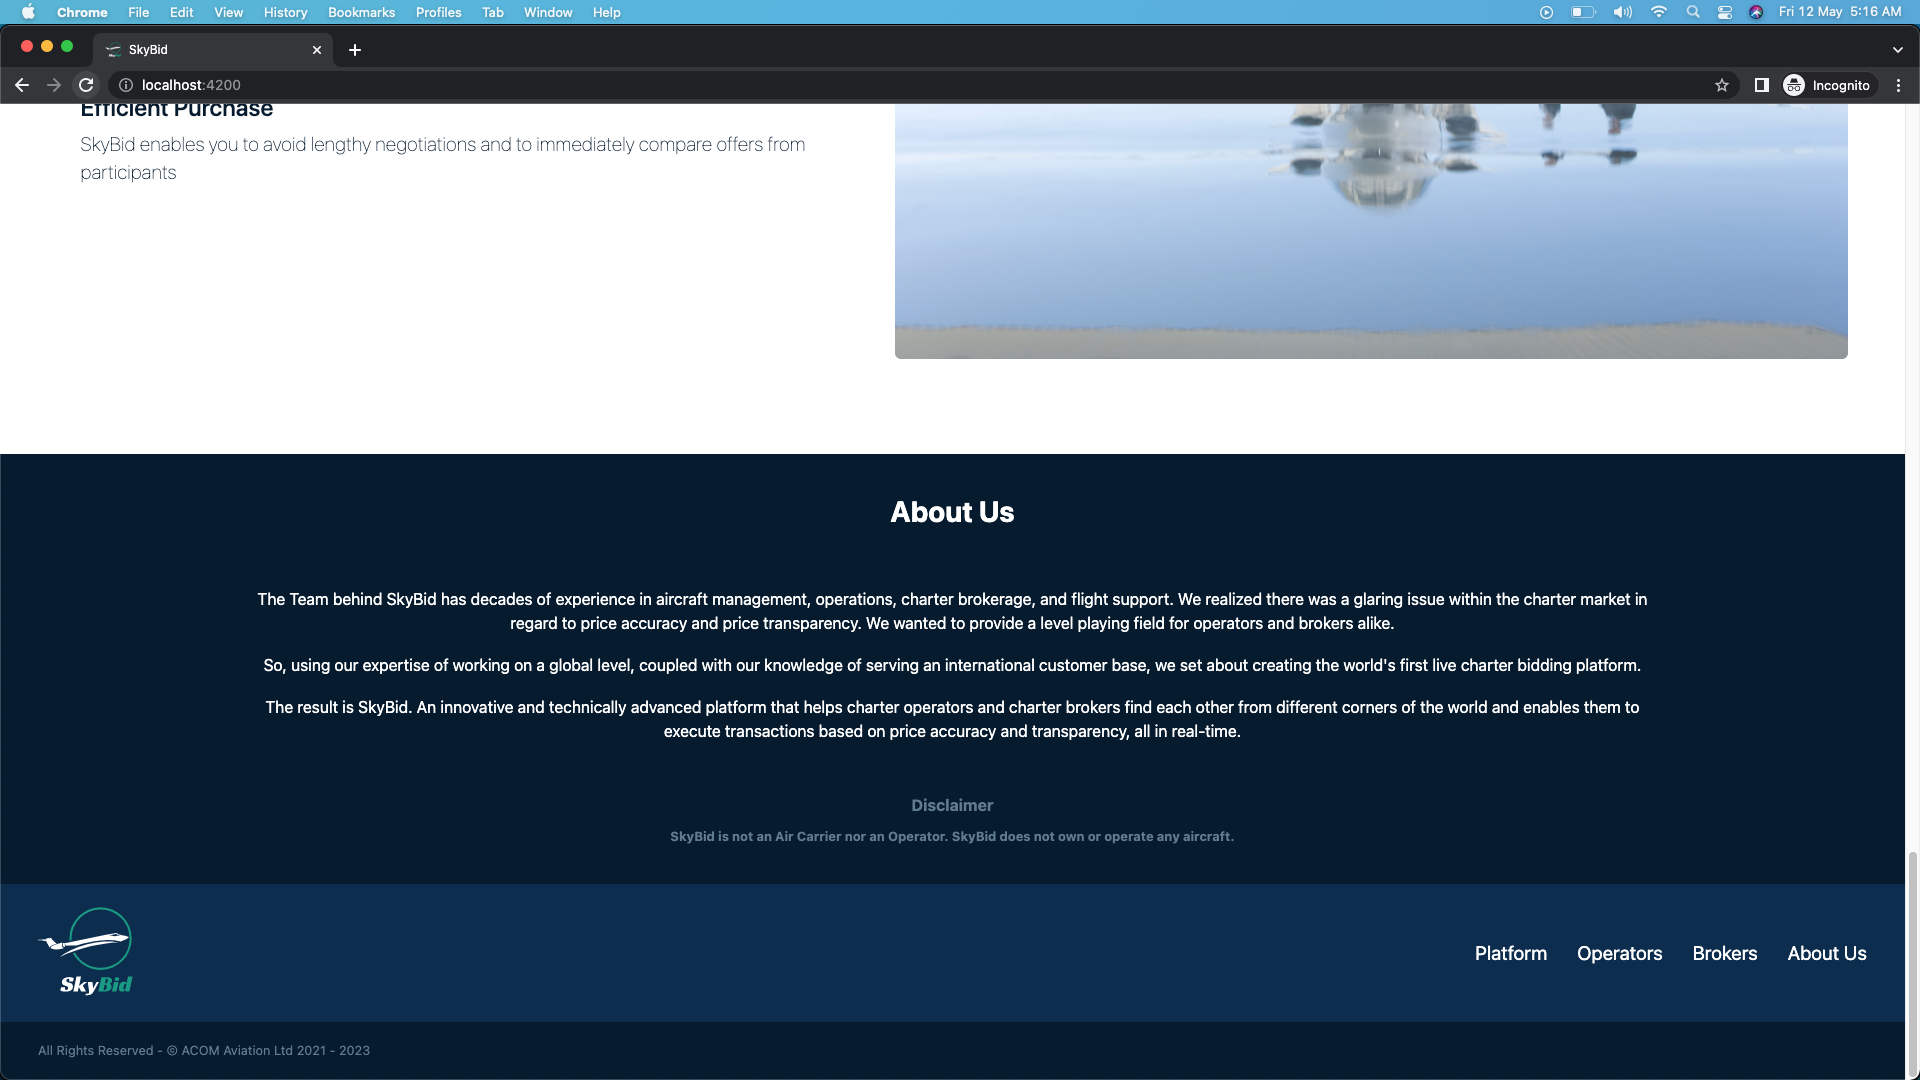 Chrome File Edit View History Bookmarks Profiles Tab Window Help Fri 12 May 5:16 AM
SkyBid
localhost:4200 Incognito
Efficient Purchase
SkyBid enables you to avoid lengthy negotiations and to immediately compare offers from
participants
About Us
The Team behind SkyBid has decades of experience in aircraft management, operations, charter brokerage, and flight support. We realized there was a glaring issue within the charter market in
regard to price accuracy and price transparency. We wanted to provide a level playing field for operators and brokers alike.
So, using our expertise of working on a global level, coupled with our knowledge of serving an international customer base, we set about creating the world's first live charter bidding platform.
The result is SkyBid. An innovative and technically advanced platform that helps charter operators and charter brokers find each other from different corners of the world and enables them to
execute transactions based on price accuracy and transparency, all in real-time.
Disclaimer
SkyBid is not an Air Carrier nor an Operator. SkyBid does not own or operate any aircraft.
SkyBid
Platform Operators Brokers About Us
All Rights Reserved - © ACOM Aviation Ltd 2021 - 2023